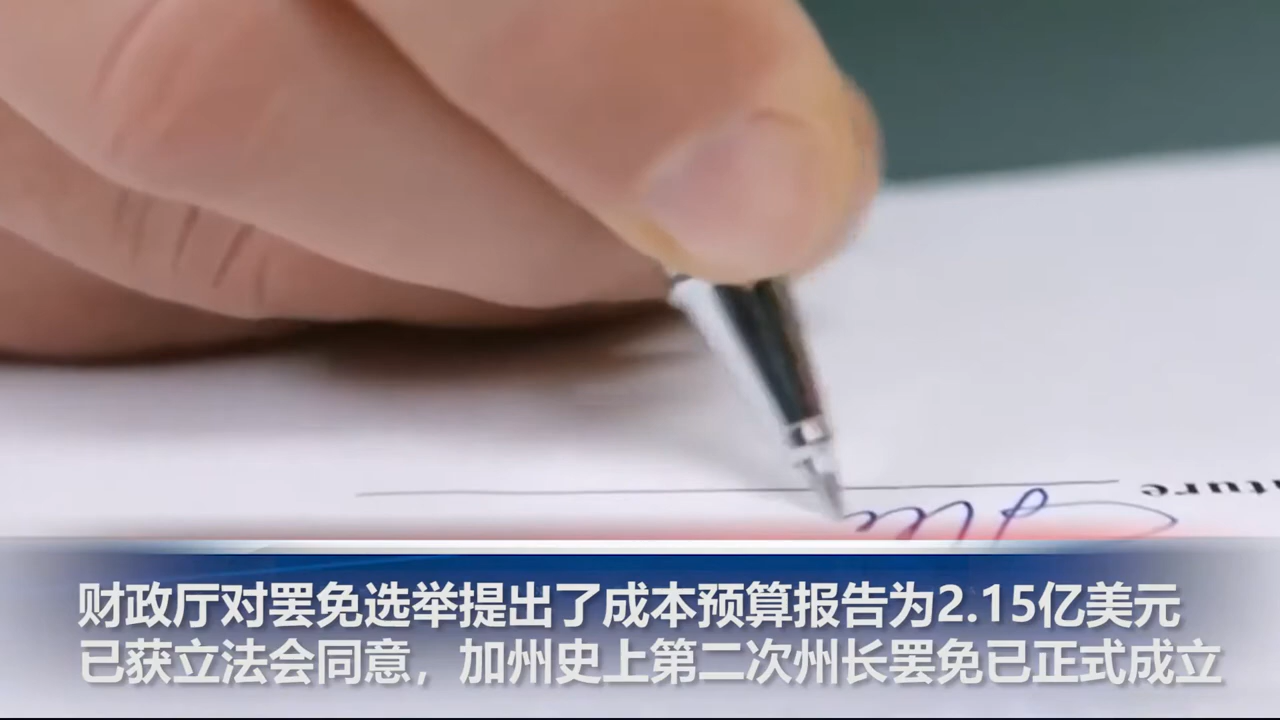 财政厅对罢免选举提出了成本预算报告为2.15亿美元
已获立法会同意，加州史上第二次州长罢免已正式成立